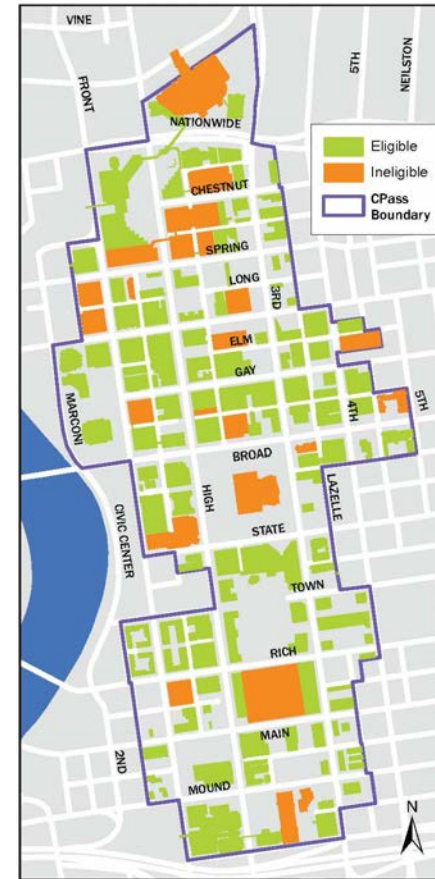 VINE
FRONT
5TH
NEILSTON
NATIONWIDE
Eligible
Ineligible
CPass
Boundary
CHESTNUT
SPRING
LONG
3RD
ELM
GAY
MARCONI
4TH
5TH
BROAD
HIGH
LAZELLE
CIVIC CENTER
STATE
TOWN
RICH
MAIN
2ND
MOUND
N